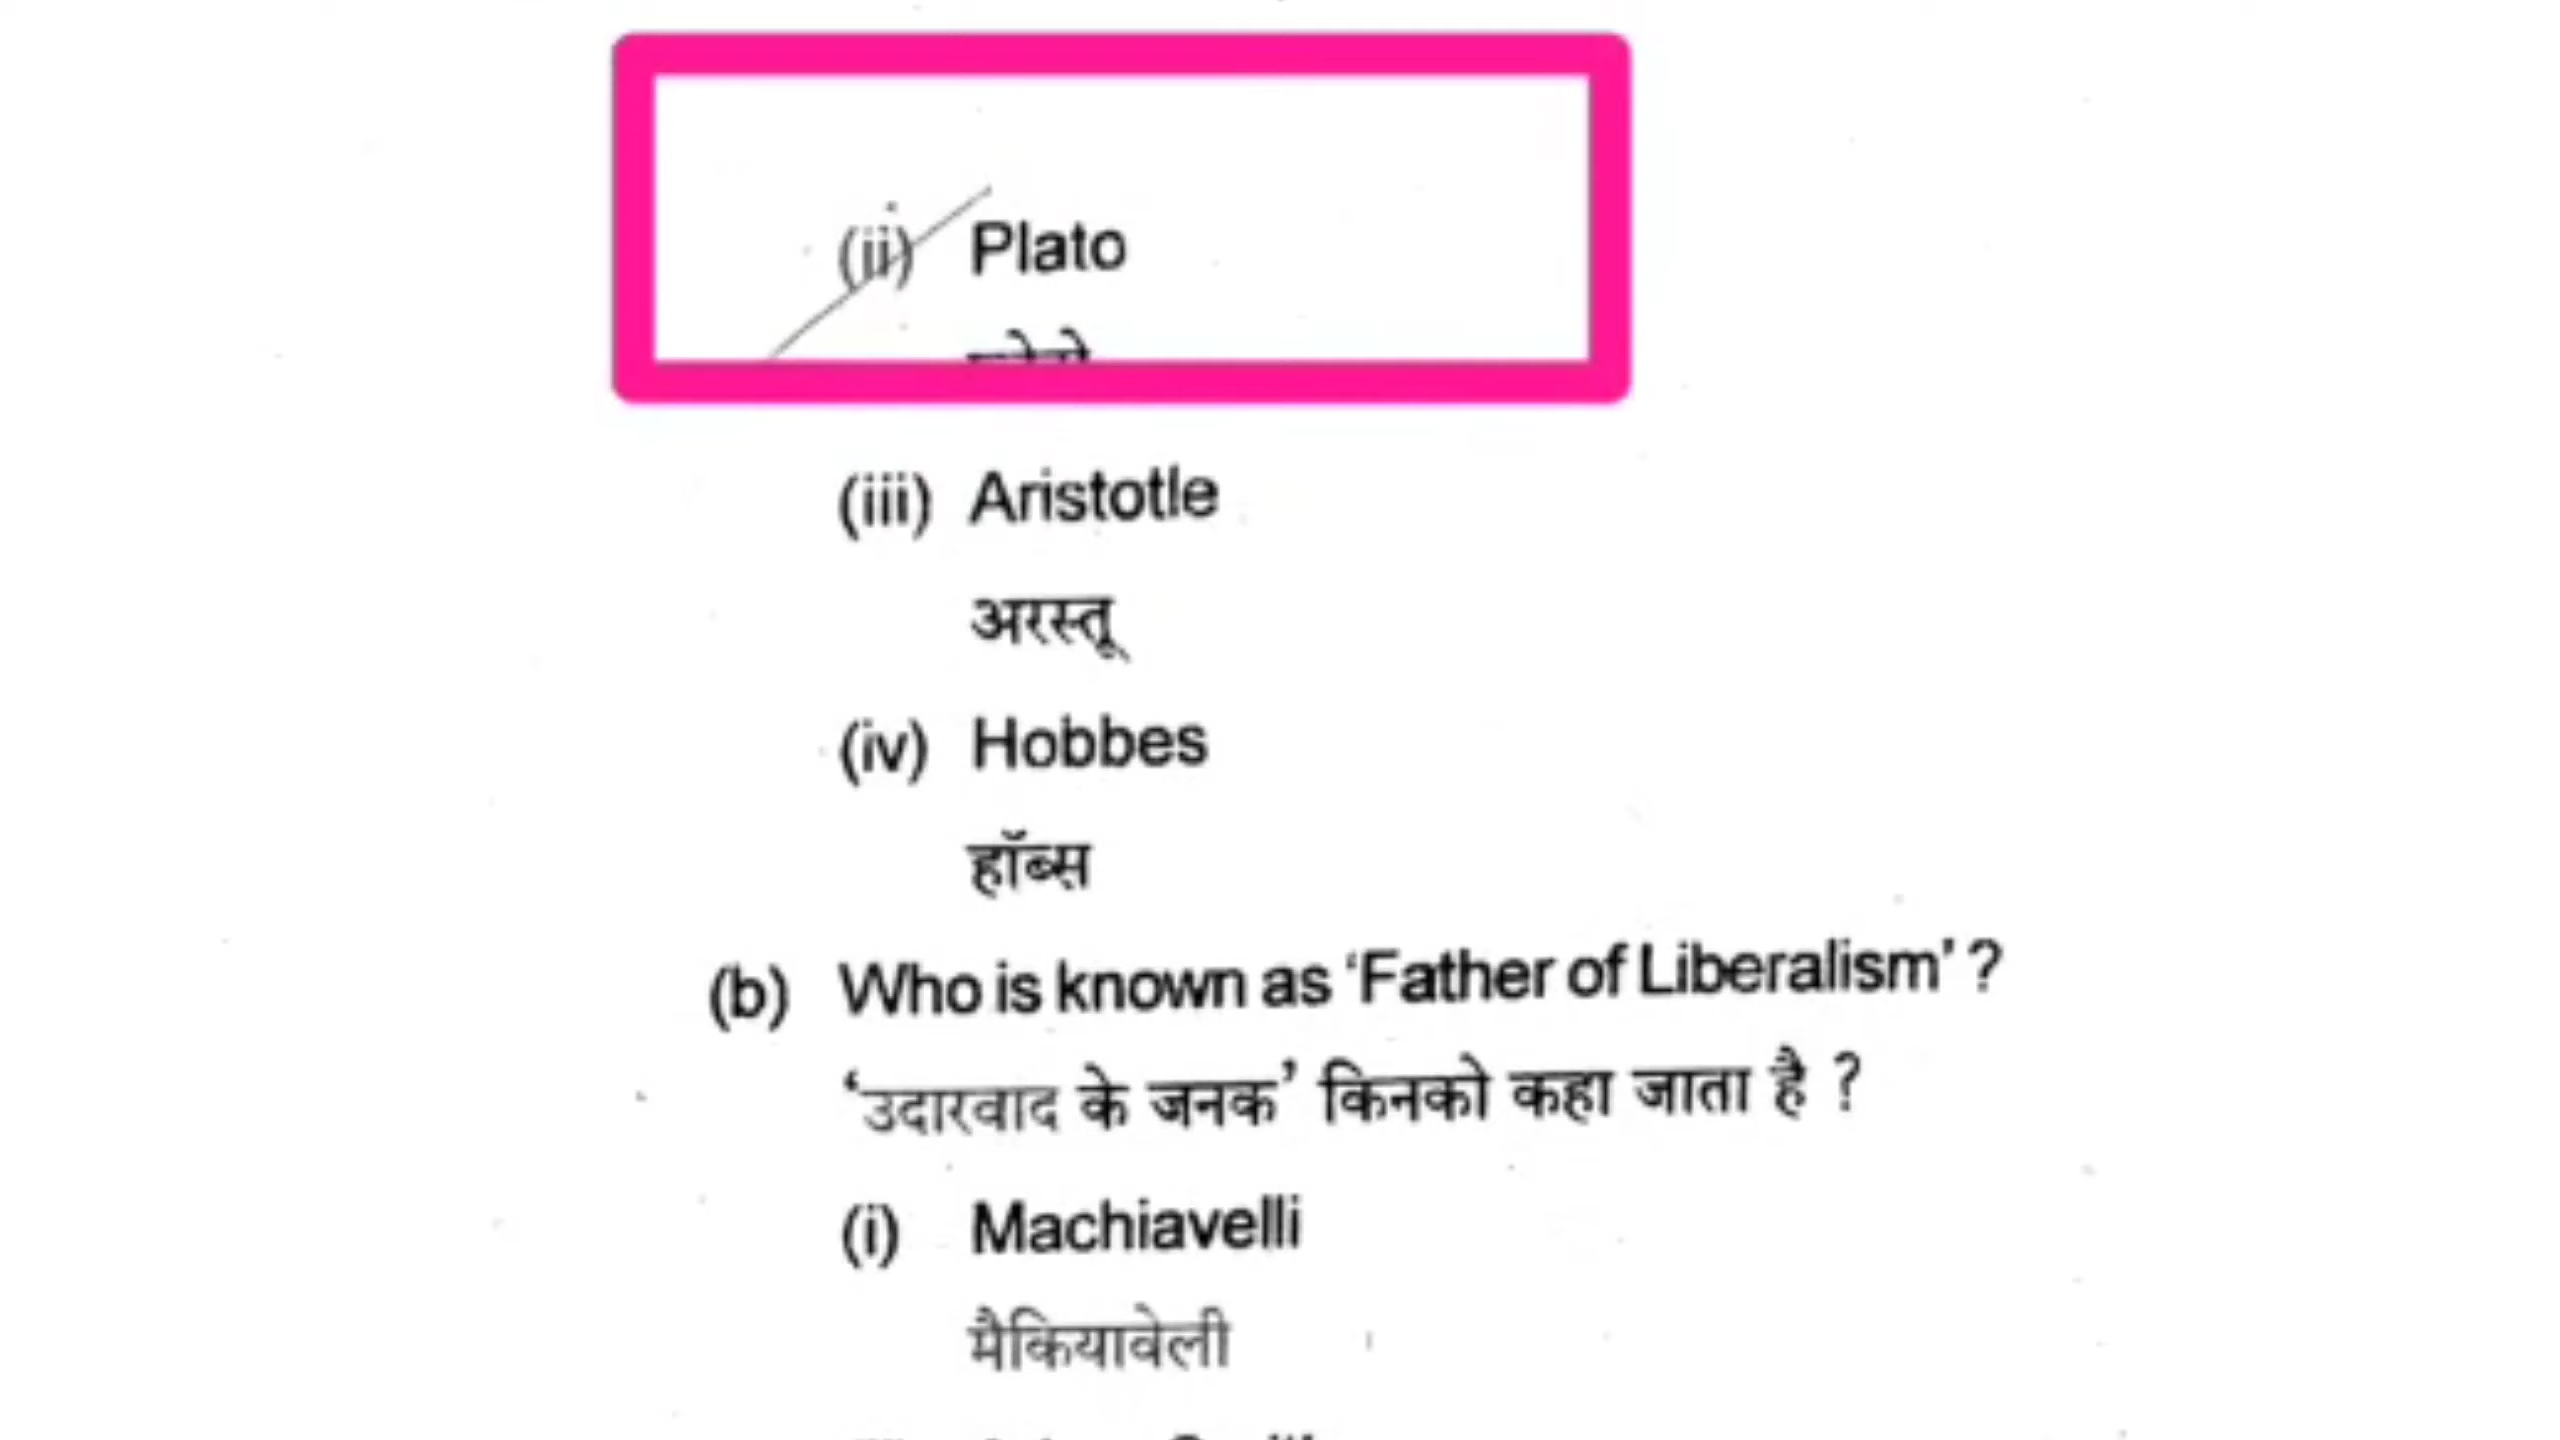 (ii) Plato
(iii) Aristotle
अरस्तू
(iv) Hobbes
हॉब्स
(b) Who is known as 'Father of Liberalism' ?
'उदारवाद के जनक' किनको कहा जाता है ?
(i) Machiavelli
मैकियावेली